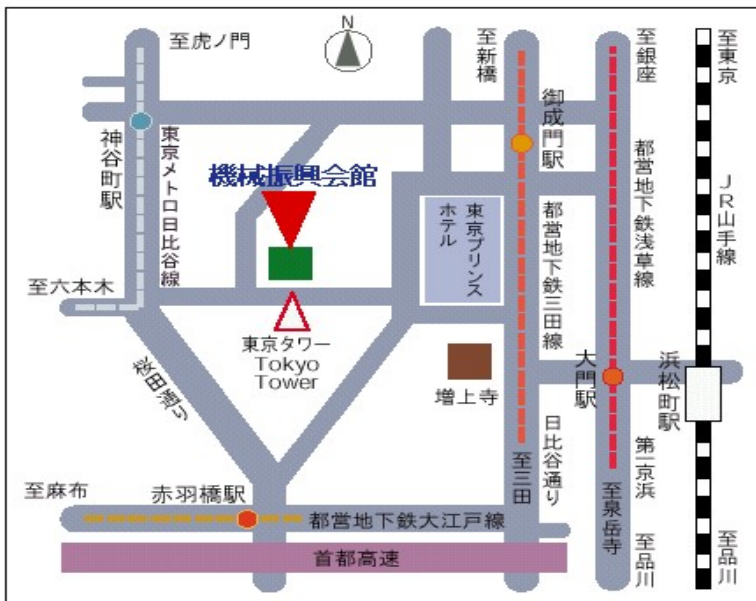 N
至虎ノ門
至新橋
至銀座
至東京
御成門駅
神谷町駅
東京メトロ日比谷線
機械振興会館
東京プリンス
ホテル
都営地下鉄三田線
都営地下鉄浅草線
JR山手線
至六本木
東京タワー
Tokyo
Tower
増上寺
大門駅
浜松町駅
桜田通り
日比谷通り
第一京浜
至三田
至泉岳寺
至品川
至麻布
赤羽橋駅
都営地下鉄大江戸線
首都高速